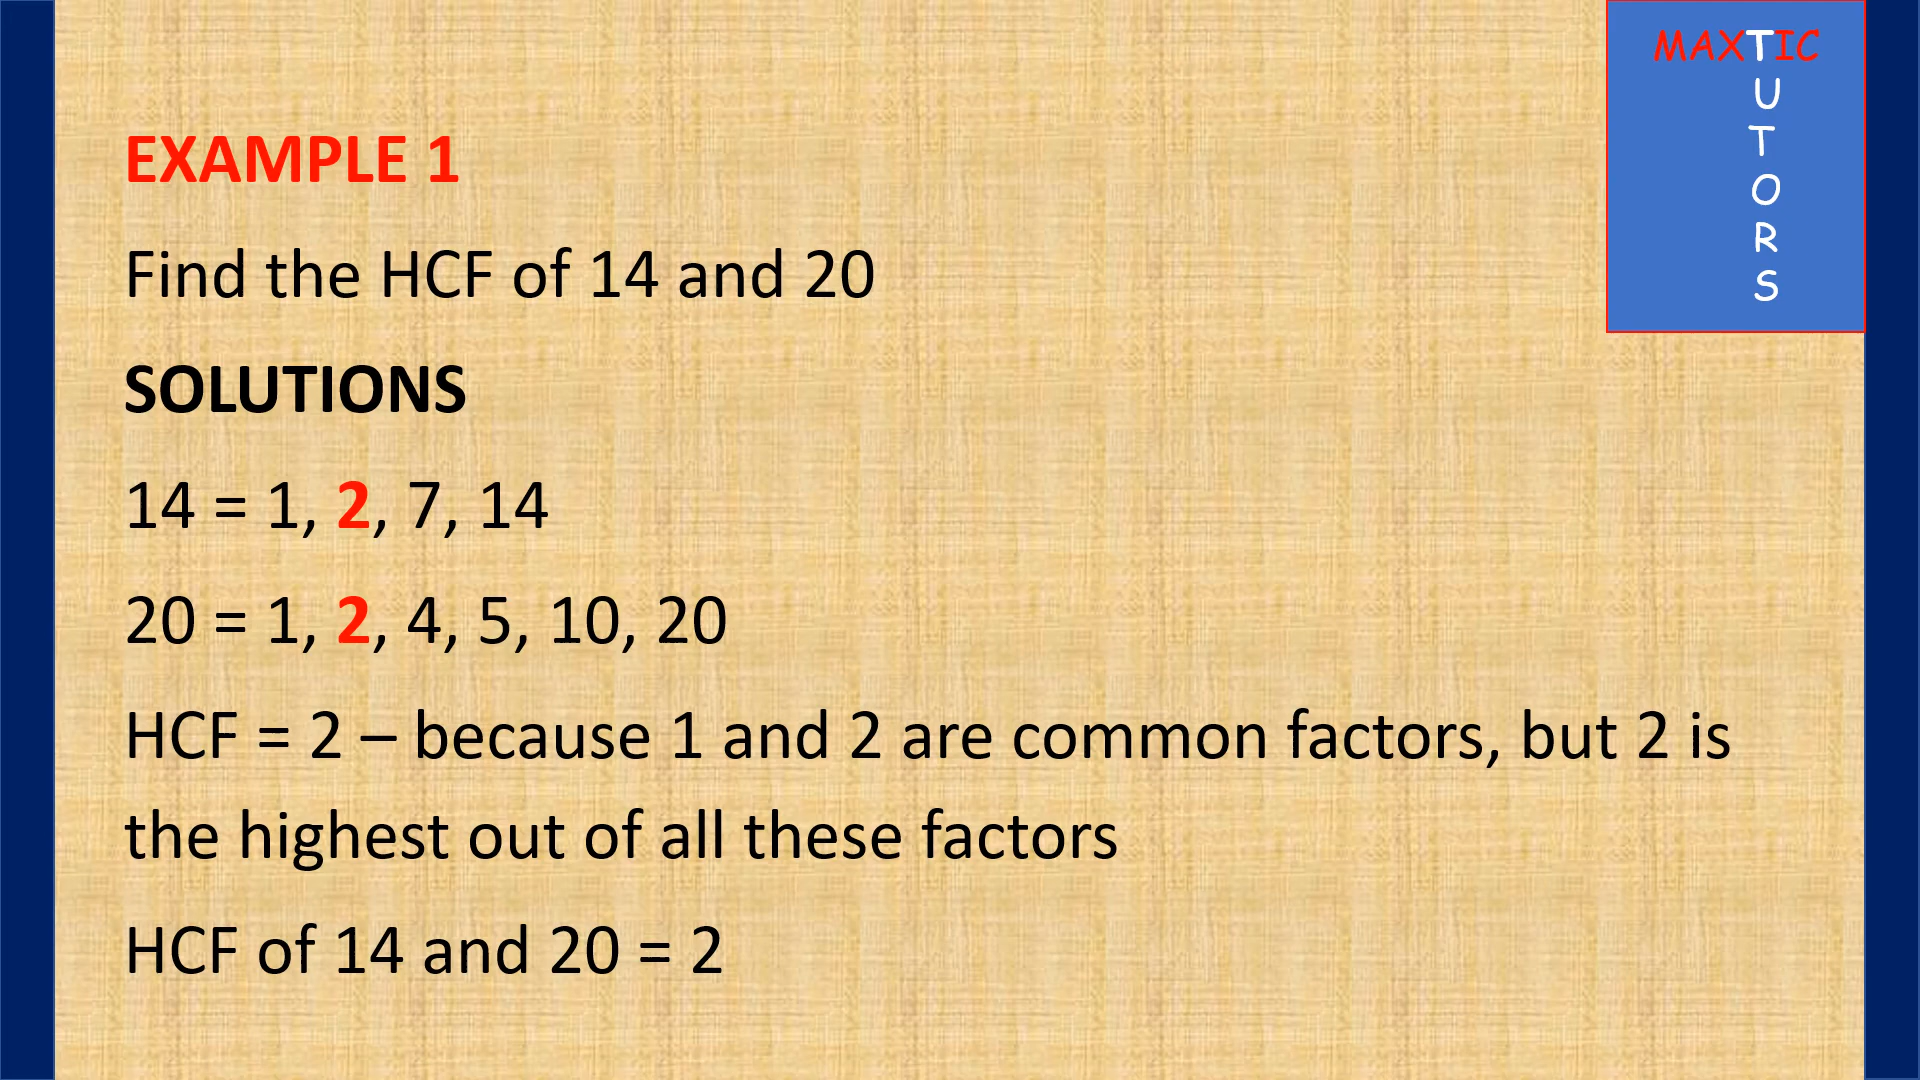 MAXTIC
TUTORS
EXAMPLE 1
Find the HCF of 14 and 20
SOLUTIONS
14 = 1, 2, 7, 14
20 = 1, 2, 4, 5, 10, 20
HCF = 2 – because 1 and 2 are common factors, but 2 is
the highest out of all these factors
HCF of 14 and 20 = 2